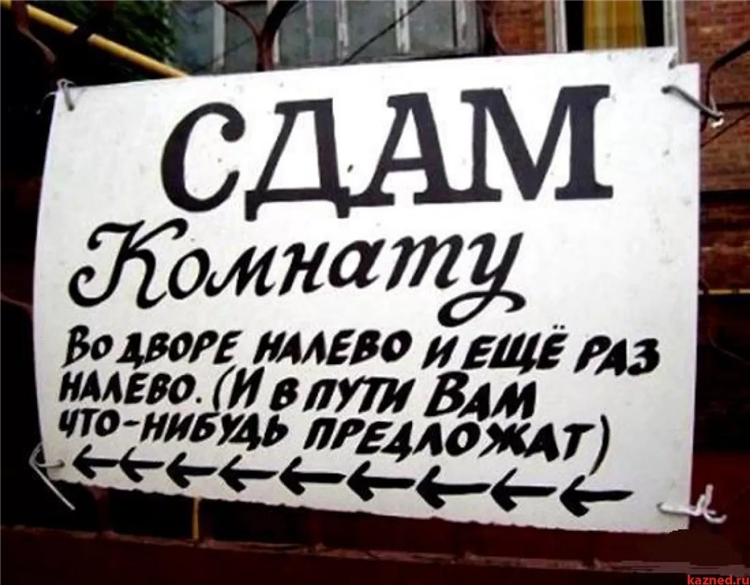 СДАМ
Комнату
Во дворе налево и ещё раз
налево. (И в пути Вам
что-нибудь предложат)
kazned.ru